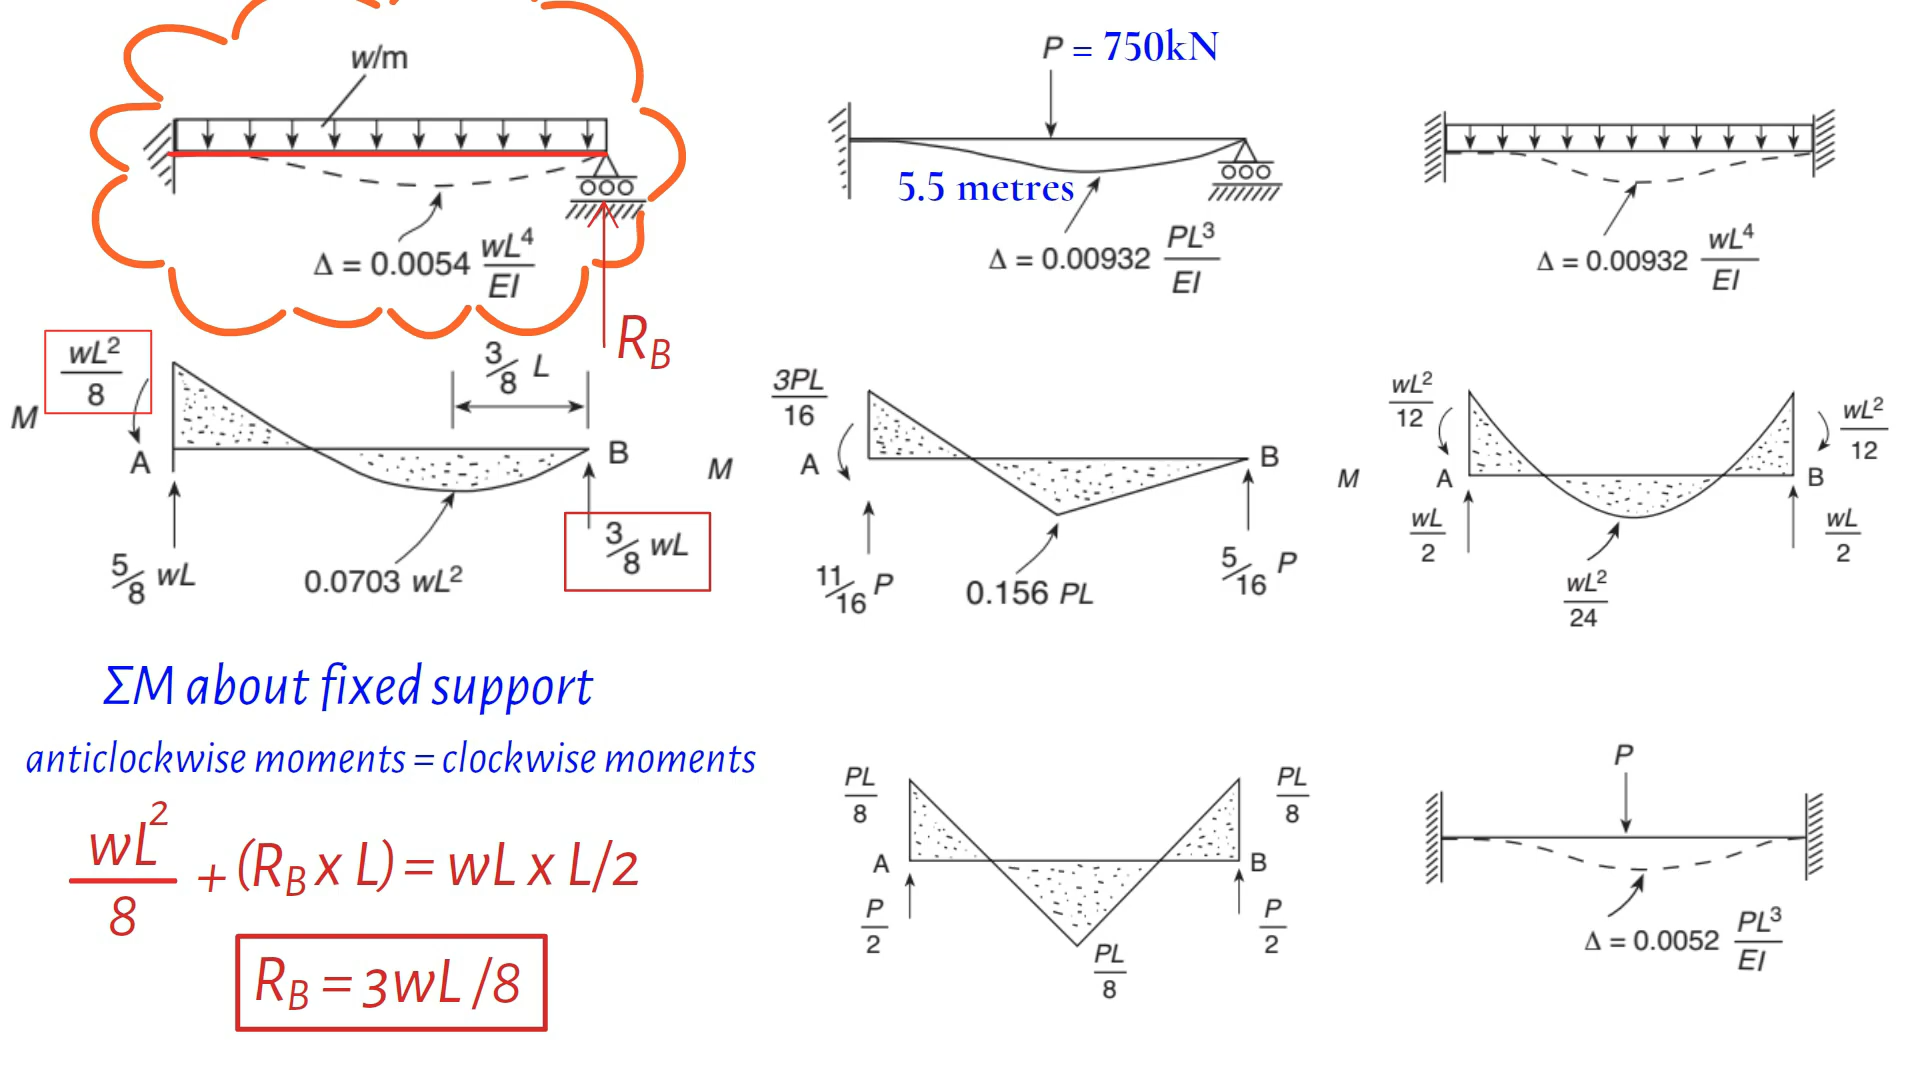 w/m
Δ = 0.0054 wL⁴/EI
R_B
wL²/8
3/8 L
M
A
B
5/8 wL
0.0703 wL²
3/8 wL
ΣM about fixed support
anticlockwise moments = clockwise moments
wL²/8 + (R_B x L) = wL x L/2
R_B = 3wL/8
P = 750kN
5.5 metres
Δ = 0.00932 PL³/EI
3PL/16
M
A
B
11/16 P
0.156 PL
5/16 P
PL/8
PL/8
A
B
P/2
P/2
PL/8
Δ = 0.00932 wL⁴/EI
wL²/12
wL²/12
M
A
B
wL/2
wL/2
wL²/24
P
Δ = 0.0052 PL³/EI